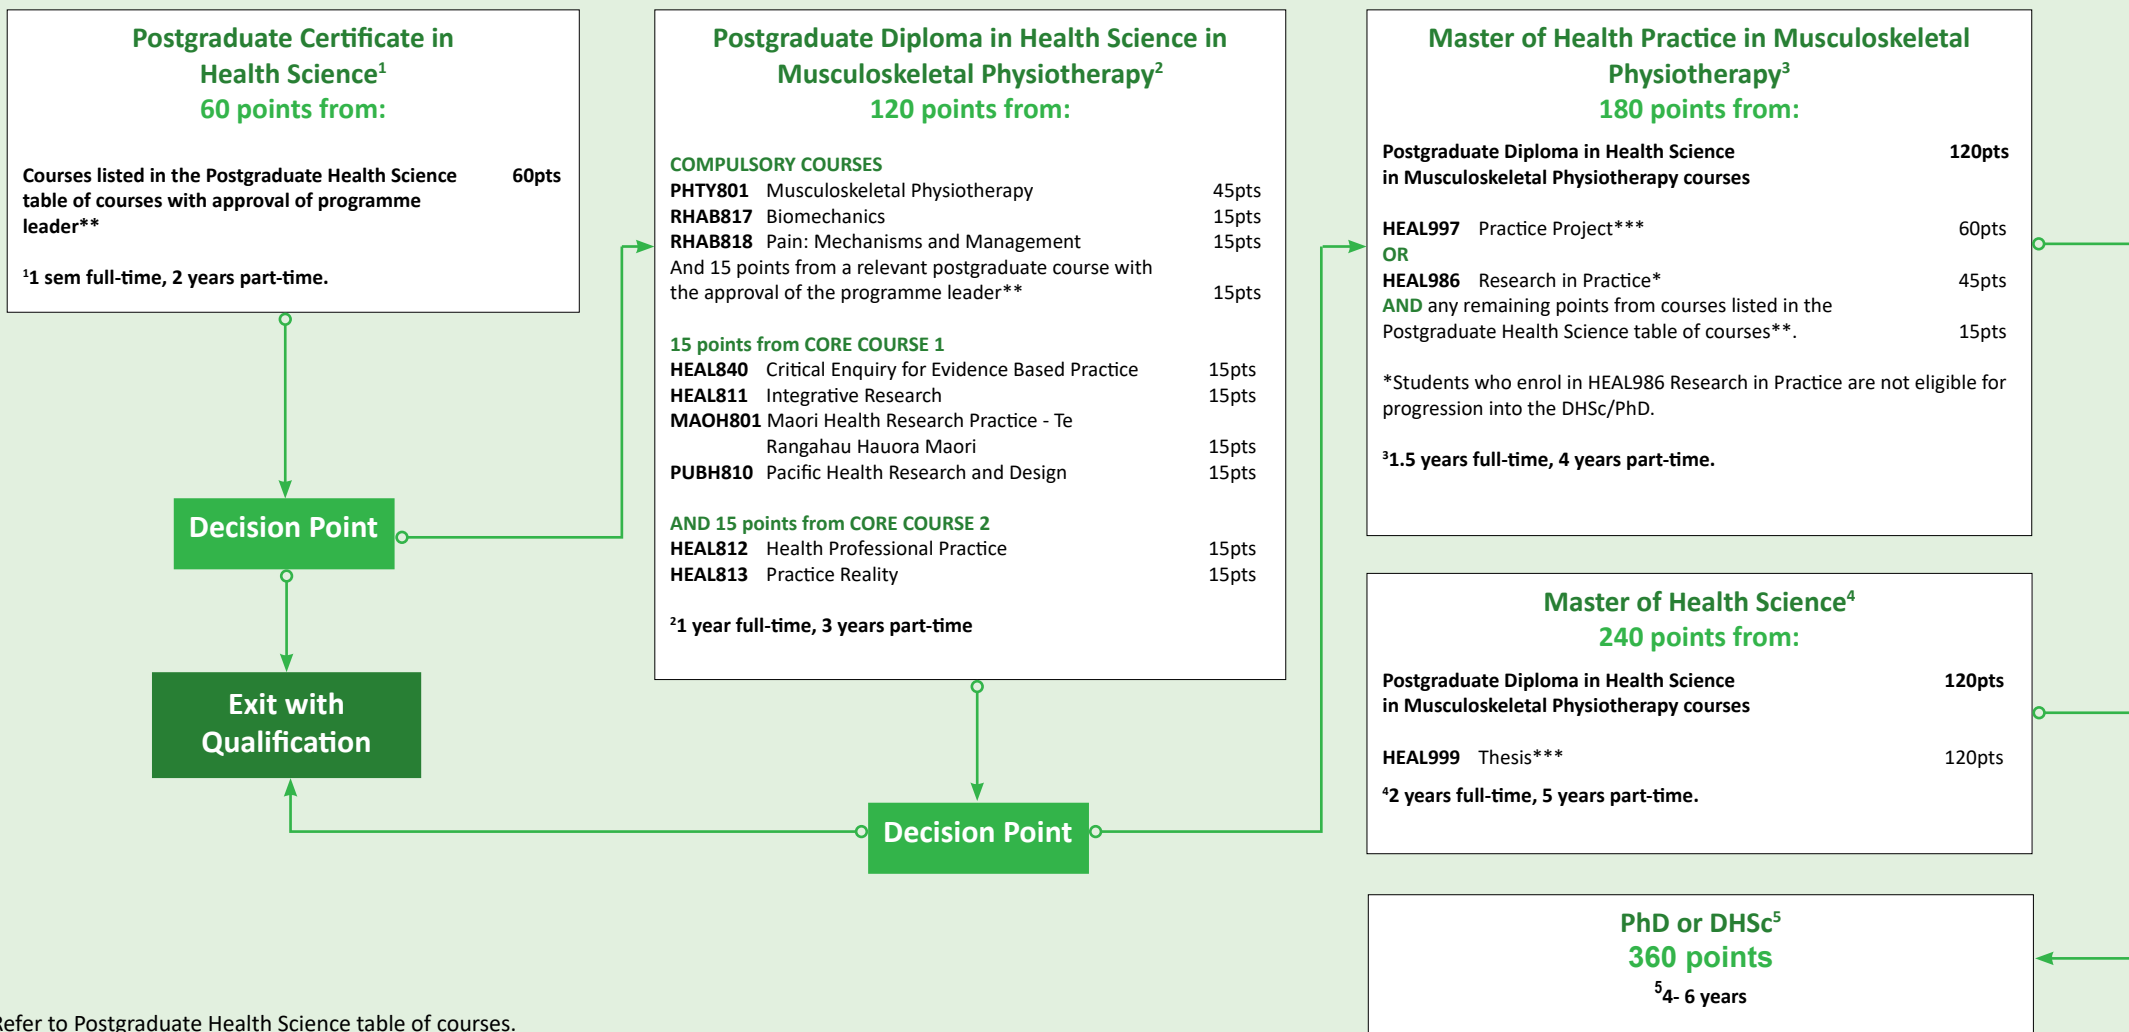 Postgraduate Certificate in
Health Science¹
60 points from:
Courses listed in the Postgraduate Health Science 60pts
table of courses with approval of programme
leader**
¹1 sem full-time, 2 years part-time.
Decision Point
Exit with
Qualification
Postgraduate Diploma in Health Science in
Musculoskeletal Physiotherapy²
120 points from:
COMPULSORY COURSES
PHTY801 Musculoskeletal Physiotherapy 45pts
RHAB817 Biomechanics 15pts
RHAB818 Pain: Mechanisms and Management 15pts
And 15 points from a relevant postgraduate course with
the approval of the programme leader** 15pts
15 points from CORE COURSE 1
HEAL840 Critical Enquiry for Evidence Based Practice 15pts
HEAL811 Integrative Research 15pts
MAOH801 Maori Health Research Practice - Te
Rangahau Hauora Maori 15pts
PUBH810 Pacific Health Research and Design 15pts
AND 15 points from CORE COURSE 2
HEAL812 Health Professional Practice 15pts
HEAL813 Practice Reality 15pts
²1 year full-time, 3 years part-time
Decision Point
Master of Health Practice in Musculoskeletal
Physiotherapy³
180 points from:
Postgraduate Diploma in Health Science 120pts
in Musculoskeletal Physiotherapy courses
HEAL997 Practice Project*** 60pts
OR
HEAL986 Research in Practice* 45pts
AND any remaining points from courses listed in the
Postgraduate Health Science table of courses**. 15pts
*Students who enrol in HEAL986 Research in Practice are not eligible for
progression into the DHSc/PhD.
³1.5 years full-time, 4 years part-time.
Master of Health Science⁴
240 points from:
Postgraduate Diploma in Health Science 120pts
in Musculoskeletal Physiotherapy courses
HEAL999 Thesis*** 120pts
⁴2 years full-time, 5 years part-time.
PhD or DHSc⁵
360 points
⁵4- 6 years
Refer to Postgraduate Health Science table of courses.